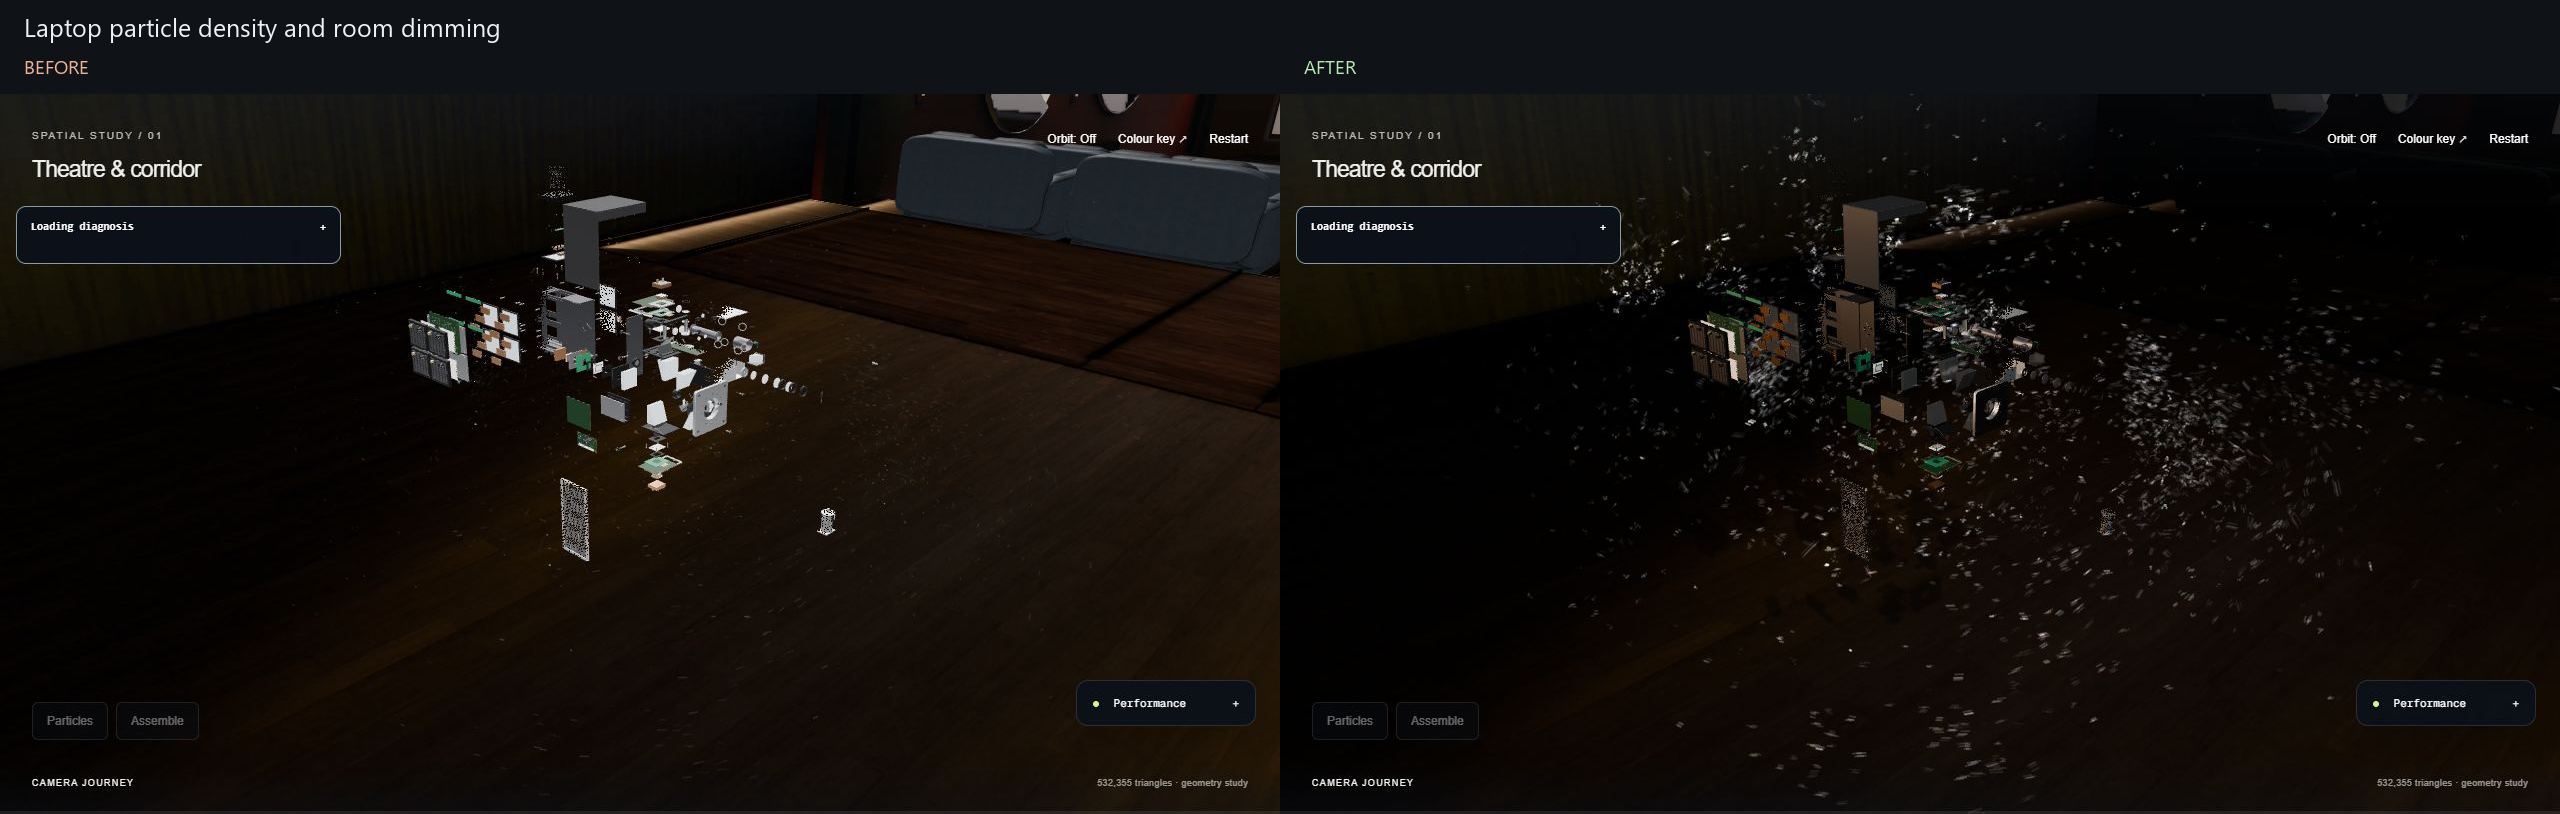 Laptop particle density and room dimming
BEFORE
AFTER
SPATIAL STUDY / 01
Orbit: Off Colour key ↗ Restart
Theatre & corridor
Loading diagnosis +
Particles Assemble
Performance +
CAMERA JOURNEY
532,355 triangles · geometry study
SPATIAL STUDY / 01
Orbit: Off Colour key ↗ Restart
Theatre & corridor
Loading diagnosis +
Particles Assemble
Performance +
CAMERA JOURNEY
532,355 triangles · geometry study